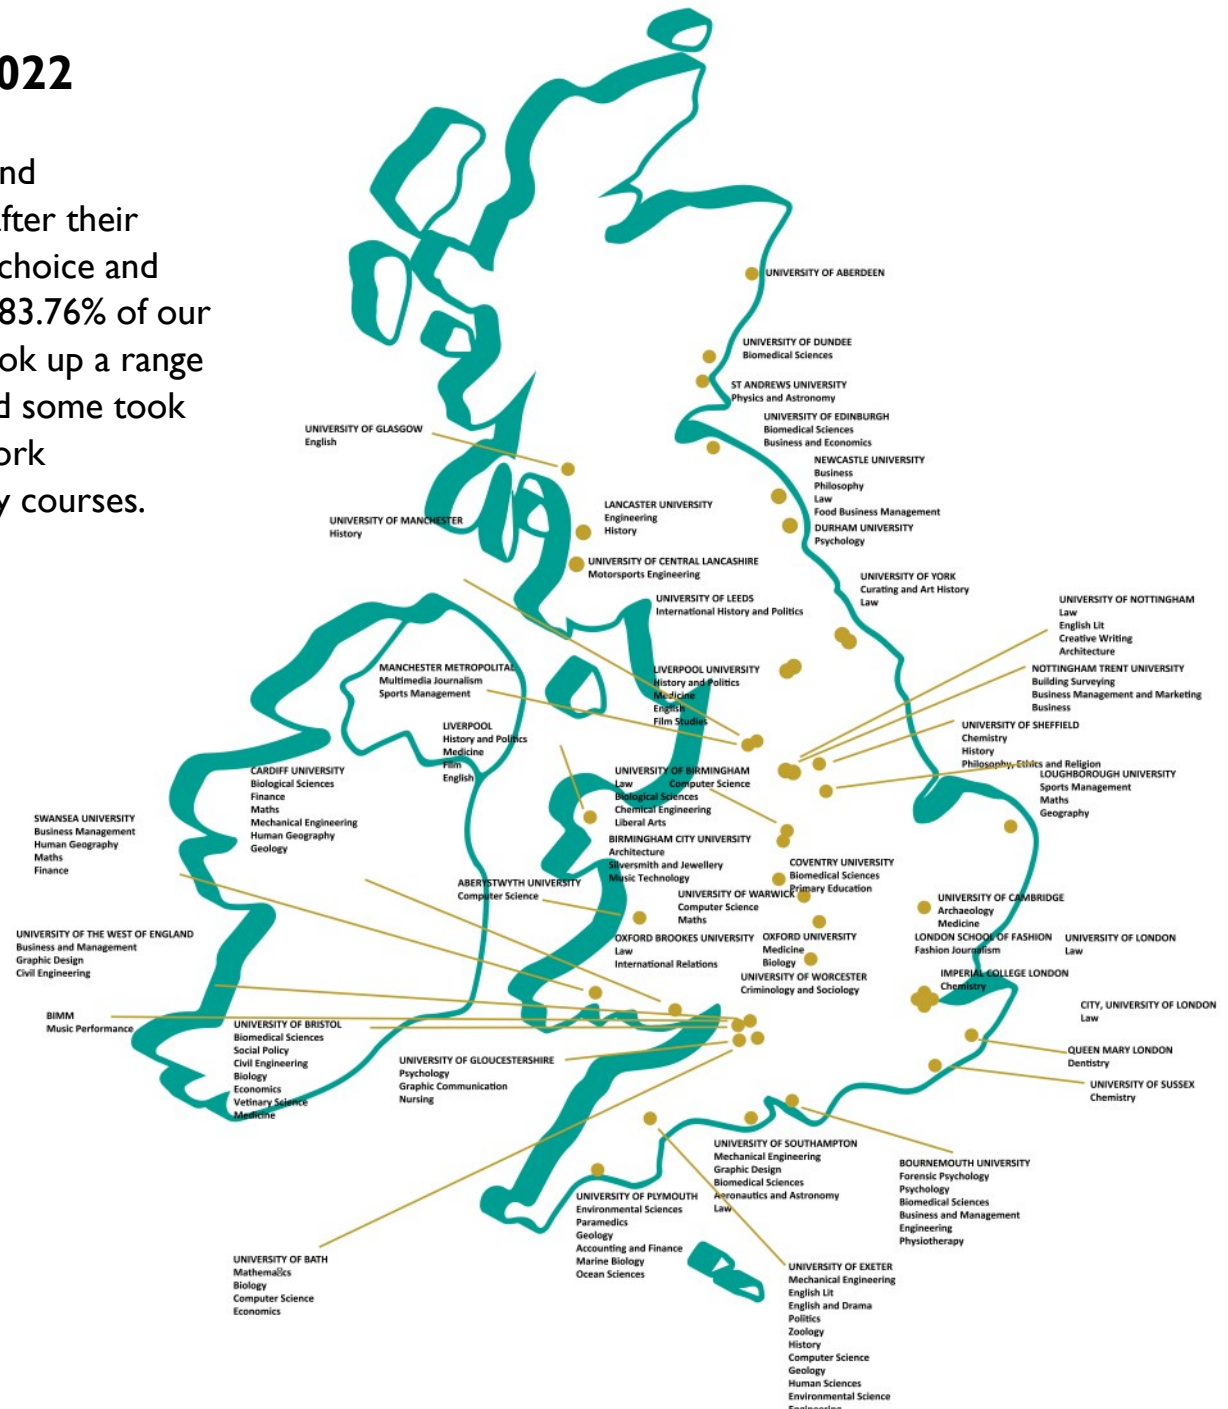 022
nd
fter their
choice and
83.76% of our
ok up a range
d some took
ork
y courses.
UNIVERSITY OF ABERDEEN
UNIVERSITY OF DUNDEE
Biomedical Sciences
ST ANDREWS UNIVERSITY
Physics and Astronomy
UNIVERSITY OF EDINBURGH
Biomedical Sciences
Business and Economics
UNIVERSITY OF GLASGOW
English
NEWCASTLE UNIVERSITY
Business
Philosophy
Law
Food Business Management
LANCASTER UNIVERSITY
Engineering
History
UNIVERSITY OF MANCHESTER
History
DURHAM UNIVERSITY
Psychology
UNIVERSITY OF CENTRAL LANCASHIRE
Motorsports Engineering
UNIVERSITY OF YORK
Curating and Art History
Law
UNIVERSITY OF LEEDS
International History and Politics
UNIVERSITY OF NOTTINGHAM
Law
English Lit
Creative Writing
Architecture
MANCHESTER METROPOLITAL
Multimedia Journalism
Sports Management
LIVERPOOL UNIVERSITY
History and Politics
Medicine
English
Film Studies
NOTTINGHAM TRENT UNIVERSITY
Building Surveying
Business Management and Marketing
Business
LIVERPOOL
History and Politics
Medicine
Film
English
UNIVERSITY OF SHEFFIELD
Chemistry
History
Philosophy, Ethics and Religion
CARDIFF UNIVERSITY
Biological Sciences
Finance
Maths
Mechanical Engineering
Human Geography
Geology
UNIVERSITY OF BIRMINGHAM
Law Computer Science
Biological Sciences
Chemical Engineering
Liberal Arts
LOUGHBOROUGH UNIVERSITY
Sports Management
Maths
Geography
SWANSEA UNIVERSITY
Business Management
Human Geography
Maths
Finance
BIRMINGHAM CITY UNIVERSITY
Architecture
Silversmith and Jewellery
Music Technology
COVENTRY UNIVERSITY
Biomedical Sciences
Primary Education
ABERYSTWYTH UNIVERSITY
Computer Science
UNIVERSITY OF WARWICK
Computer Science
Maths
UNIVERSITY OF CAMBRIDGE
Archaeology
Medicine
UNIVERSITY OF THE WEST OF ENGLAND
Business and Management
Graphic Design
Civil Engineering
OXFORD BROOKES UNIVERSITY
Law
International Relations
OXFORD UNIVERSITY
Medicine
Biology
LONDON SCHOOL OF FASHION
Fashion Journalism
UNIVERSITY OF LONDON
Law
UNIVERSITY OF WORCESTER
Criminology and Sociology
IMPERIAL COLLEGE LONDON
Chemistry
CITY, UNIVERSITY OF LONDON
Law
BIMM
Music Performance
UNIVERSITY OF BRISTOL
Biomedical Sciences
Social Policy
Civil Engineering
Biology
Economics
Vetinary Science
Medicine
UNIVERSITY OF GLOUCESTERSHIRE
Psychology
Graphic Communication
Nursing
QUEEN MARY LONDON
Dentistry
UNIVERSITY OF SUSSEX
Chemistry
UNIVERSITY OF SOUTHAMPTON
Mechanical Engineering
Graphic Design
Biomedical Sciences
Aeronautics and Astronomy
Law
BOURNEMOUTH UNIVERSITY
Forensic Psychology
Psychology
Biomedical Sciences
Business and Management
Engineering
Physiotherapy
UNIVERSITY OF PLYMOUTH
Environmental Sciences
Paramedics
Geology
Accounting and Finance
Marine Biology
Ocean Sciences
UNIVERSITY OF BATH
Mathematics
Biology
Computer Science
Economics
UNIVERSITY OF EXETER
Mechanical Engineering
English Lit
English and Drama
Politics
Zoology
History
Computer Science
Geology
Human Sciences
Environmental Science
Engineering